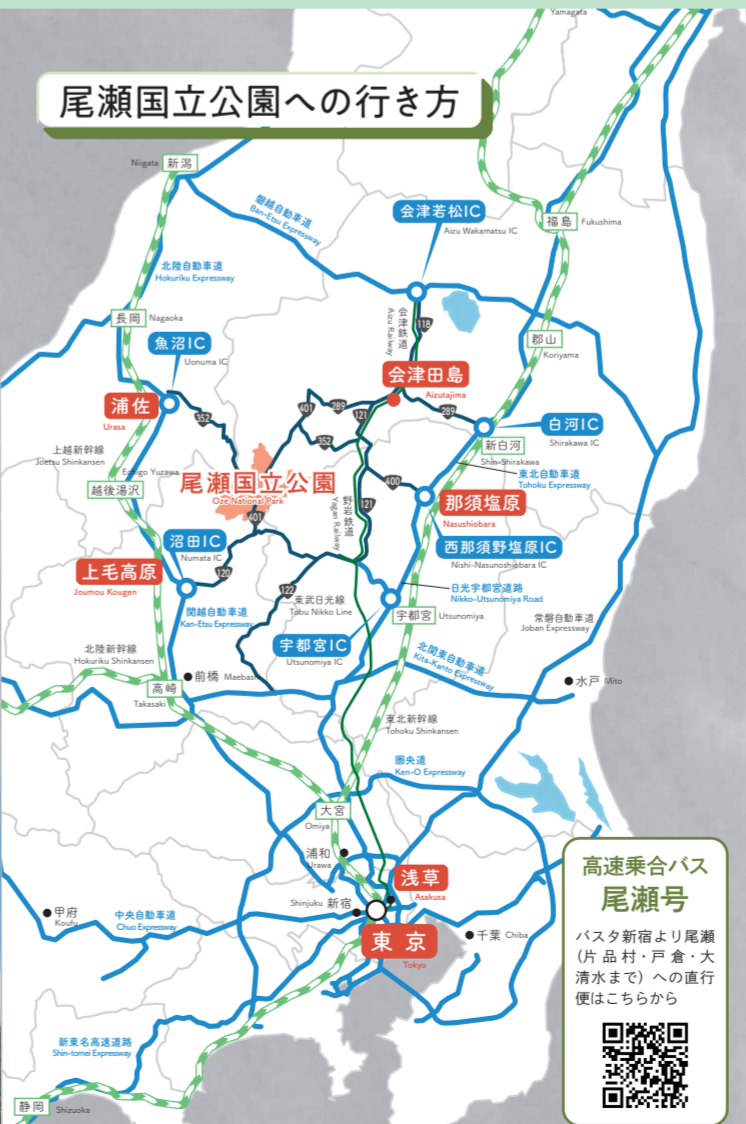 Yamagata
尾瀬国立公園への行き方
Niigata 新潟
磐越自動車道
Ban-Etsu Expressway
会津若松IC
Aizu Wakamatsu IC
福島 Fukushima
北陸自動車道
Hokuriku Expressway
長岡 Nagaoka
会津鉄道
Aizu Railway
118
魚沼IC
Uonuma IC
郡山
Koriyama
会津田島
Aizutajima
浦佐
Urasa
352
401
289
121
289
352
白河IC
Shirakawa IC
新白河
Shin-Shirakawa
上越新幹線
Joetsu Shinkansen
Echigo Yuzawa
越後湯沢
尾瀬国立公園
Oze National Park
401
400
東北自動車道
Tohoku Expressway
那須塩原
Nasushiobara
野岩鉄道
Yagan Railway
121
沼田IC
Numata IC
西那須野塩原IC
Nishi-Nasunoshiobara IC
上毛高原
Joumou Kougen
120
122
日光宇都宮道路
Nikko-Utsunomiya Road
東武日光線
Tobu Nikko Line
関越自動車道
Kan-Etsu Expressway
宇都宮 Utsunomiya
常磐自動車道
Joban Expressway
宇都宮IC
Utsunomiya IC
北陸新幹線
Hokuriku Shinkansen
北関東自動車道
Kita-Kanto Expressway
前橋 Maebashi
水戸 Mito
高崎
Takasaki
東北新幹線
Tohoku Shinkansen
圏央道
Ken-O Expressway
大宮
Omiya
浦和
Urawa
浅草
Asakusa
Shinjuku 新宿
甲府
Koufu
中央自動車道
Chuo Expressway
東京
Tokyo
千葉 Chiba
新東名高速道路
Shin-tomei Expressway
静岡 Shizuoka
高速乗合バス
尾瀬号
バスタ新宿より尾瀬
(片品村・戸倉・大
清水まで)への直行
便はこちらから